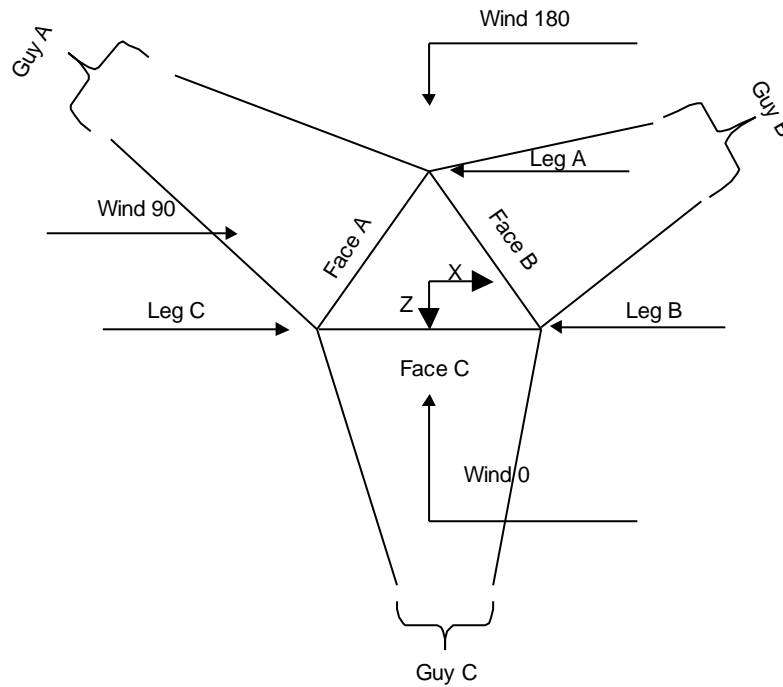 Wind 180
Guy A
Guy B
Leg A
Wind 90
Face A
Face B
X
Z
Leg C
Leg B
Face C
Wind 0
Guy C